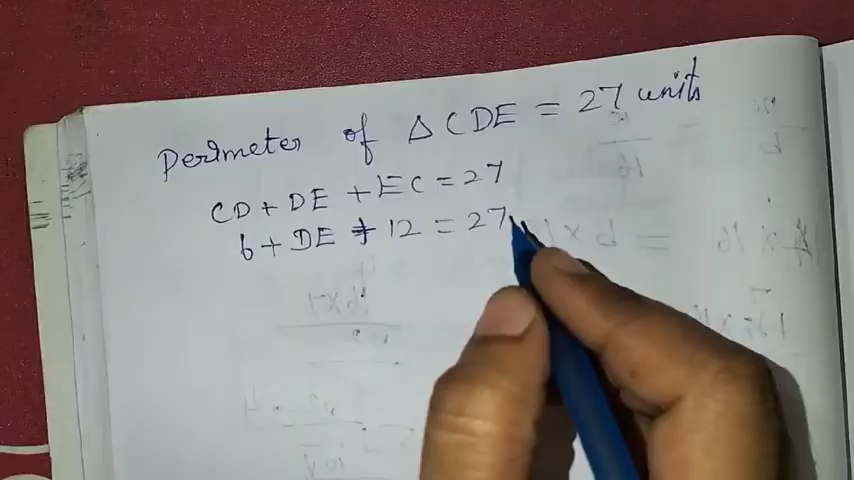 Perimeter of Δ CDE = 27 units
CD + DE + EC = 27
6 + DE + 12 = 27